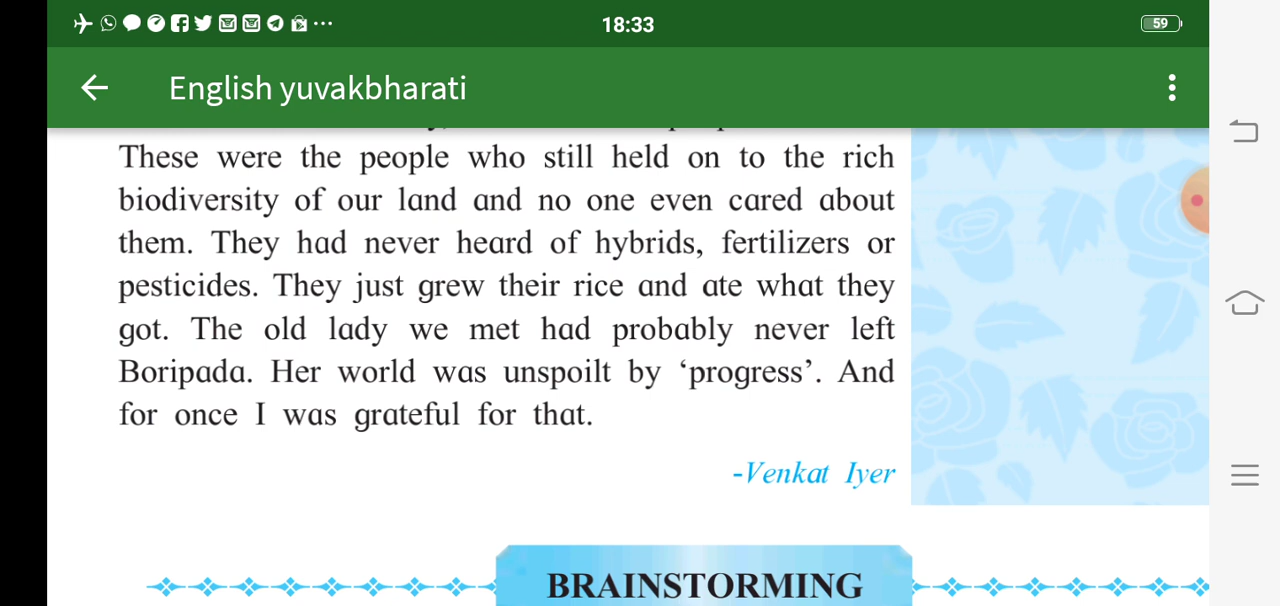 18:33
59
English yuvakbharati
These were the people who still held on to the rich
biodiversity of our land and no one even cared about
them. They had never heard of hybrids, fertilizers or
pesticides. They just grew their rice and ate what they
got. The old lady we met had probably never left
Boripada. Her world was unspoilt by ‘progress’. And
for once I was grateful for that.
-Venkat Iyer
BRAINSTORMING